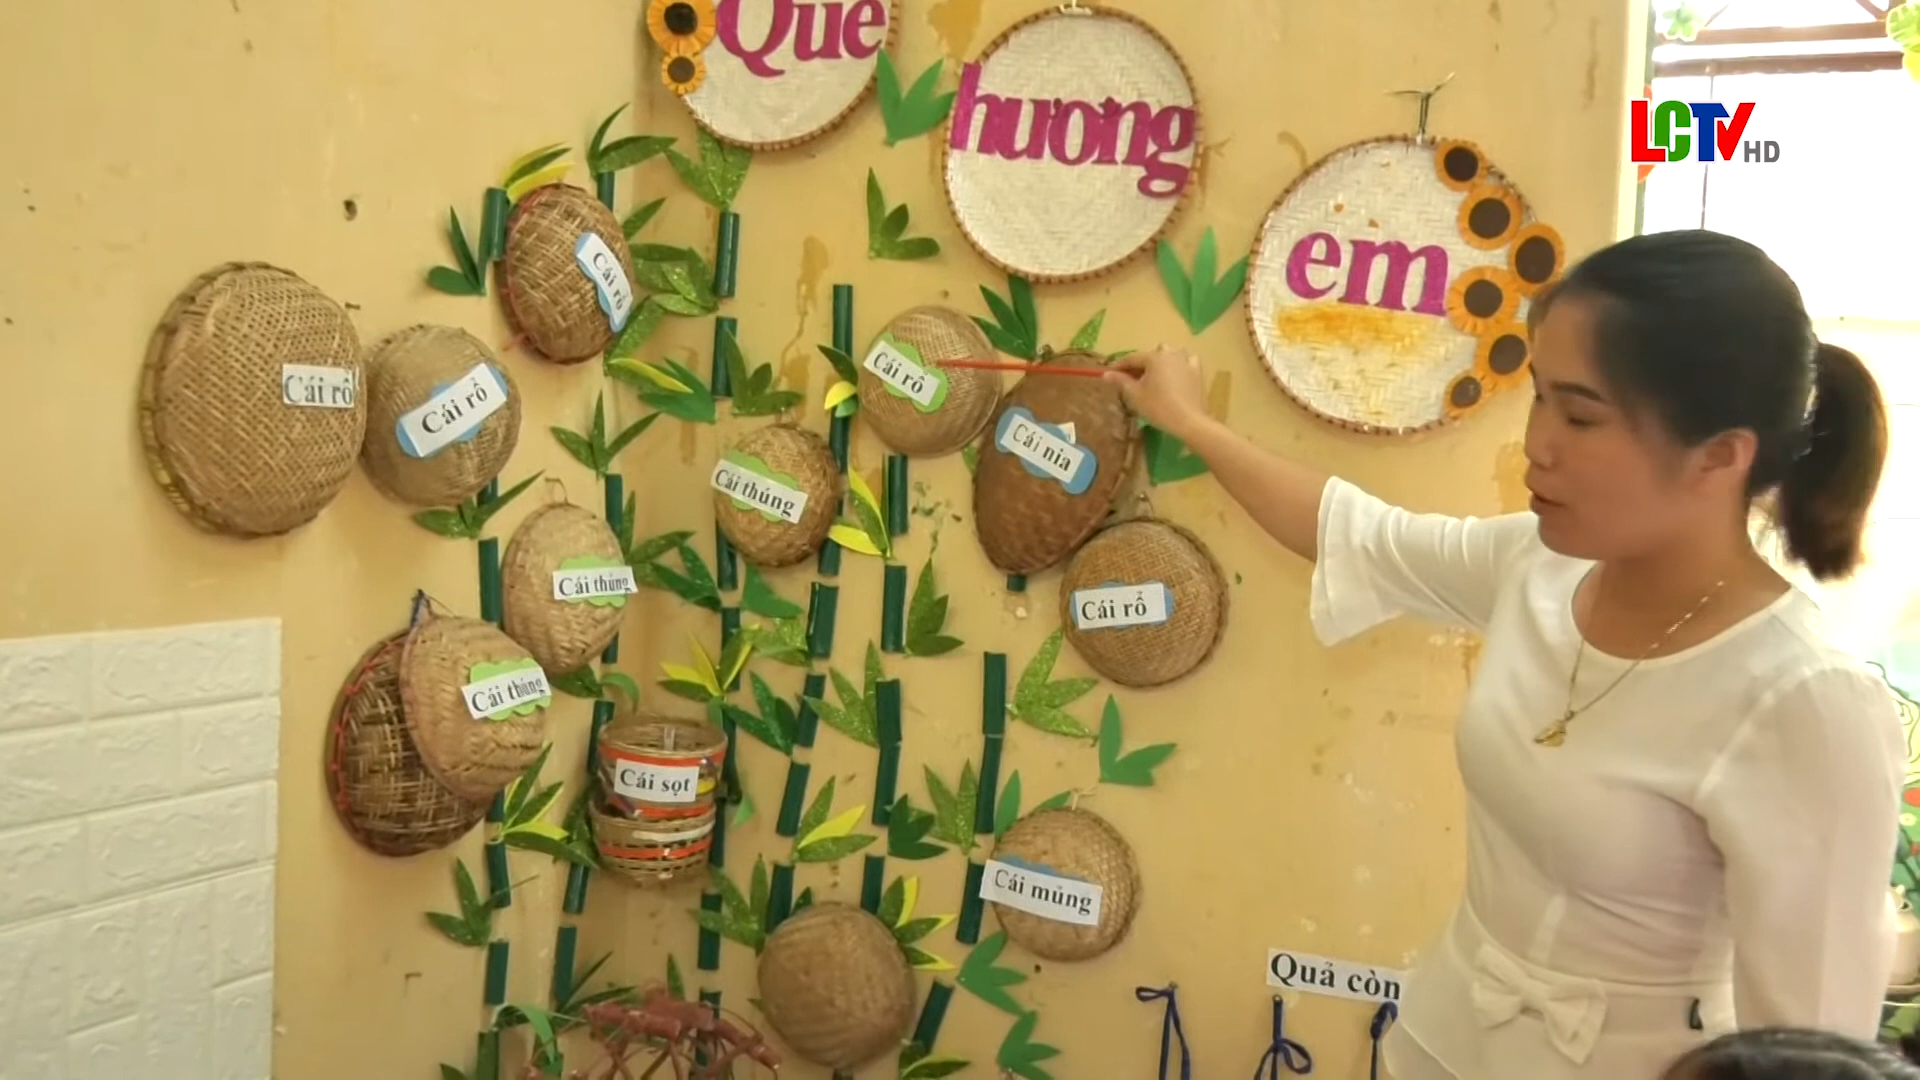 Quê
hương
em
LCTV HD
Cái rổ
Cái rổ
Cái rổ
Cái rổ
Cái nia
Cái thúng
Cái thúng
Cái rổ
Cái thúng
Cái sọt
Cái mủng
Quả còn